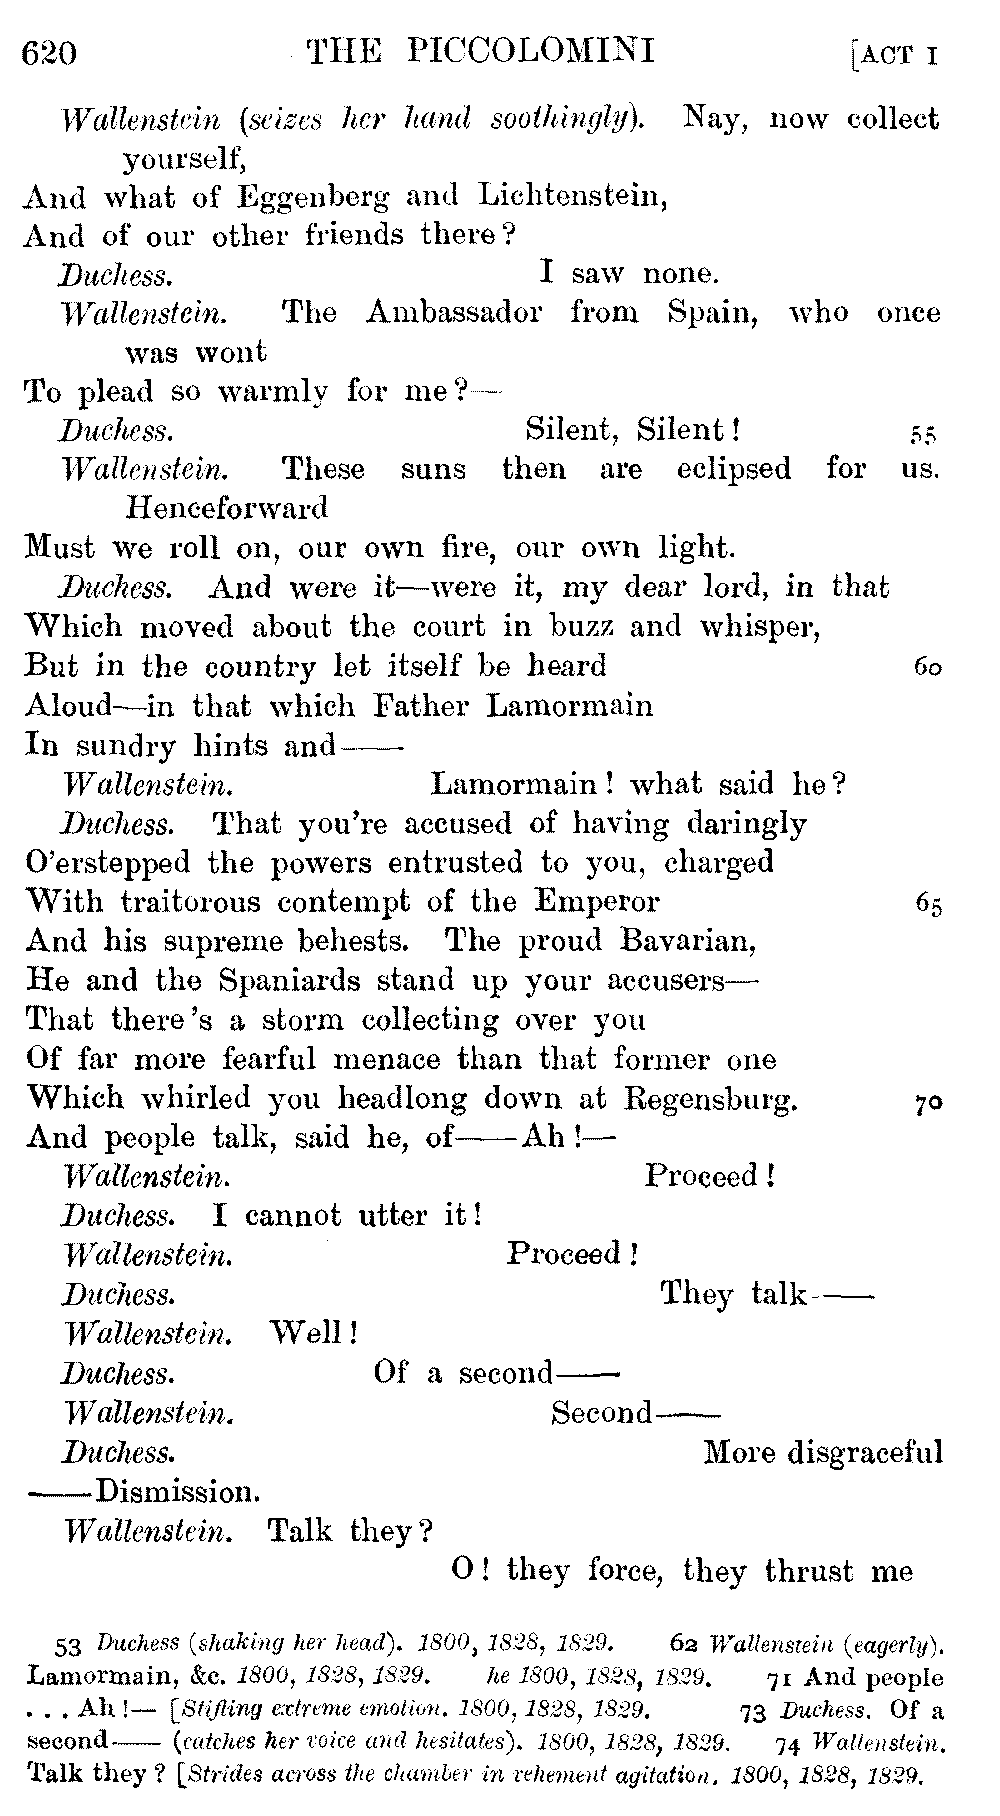 620 THE PICCOLOMINI [ACT I
Wallenstein (seizes her hand soothingly). Nay, now collect
yourself,
And what of Eggenberg and Lichtenstein,
And of our other friends there?
Duchess. I saw none.
Wallenstein. The Ambassador from Spain, who once
was wont
To plead so warmly for me?—
Duchess. Silent, Silent! 55
Wallenstein. These suns then are eclipsed for us.
Henceforward
Must we roll on, our own fire, our own light.
Duchess. And were it—were it, my dear lord, in that
Which moved about the court in buzz and whisper,
But in the country let itself be heard 60
Aloud—in that which Father Lamormain
In sundry hints and——
Wallenstein. Lamormain! what said he?
Duchess. That you're accused of having daringly
O'erstepped the powers entrusted to you, charged
With traitorous contempt of the Emperor 65
And his supreme behests. The proud Bavarian,
He and the Spaniards stand up your accusers—
That there's a storm collecting over you
Of far more fearful menace than that former one
Which whirled you headlong down at Regensburg. 70
And people talk, said he, of——Ah!—
Wallenstein. Proceed!
Duchess. I cannot utter it!
Wallenstein. Proceed!
Duchess. They talk——
Wallenstein. Well!
Duchess. Of a second——
Wallenstein. Second——
Duchess. More disgraceful
——Dismission.
Wallenstein. Talk they?
O! they force, they thrust me
53 Duchess (shaking her head). 1800, 1828, 1829. 62 Wallenstein (eagerly).
Lamormain, &c. 1800, 1828, 1829. he 1800, 1828, 1829. 71 And people
. . . Ah!— [Stifling extreme emotion. 1800, 1828, 1829. 73 Duchess. Of a
second—— (catches her voice and hesitates). 1800, 1828, 1829. 74 Wallenstein.
Talk they? [Strides across the chamber in vehement agitation. 1800, 1828, 1829.